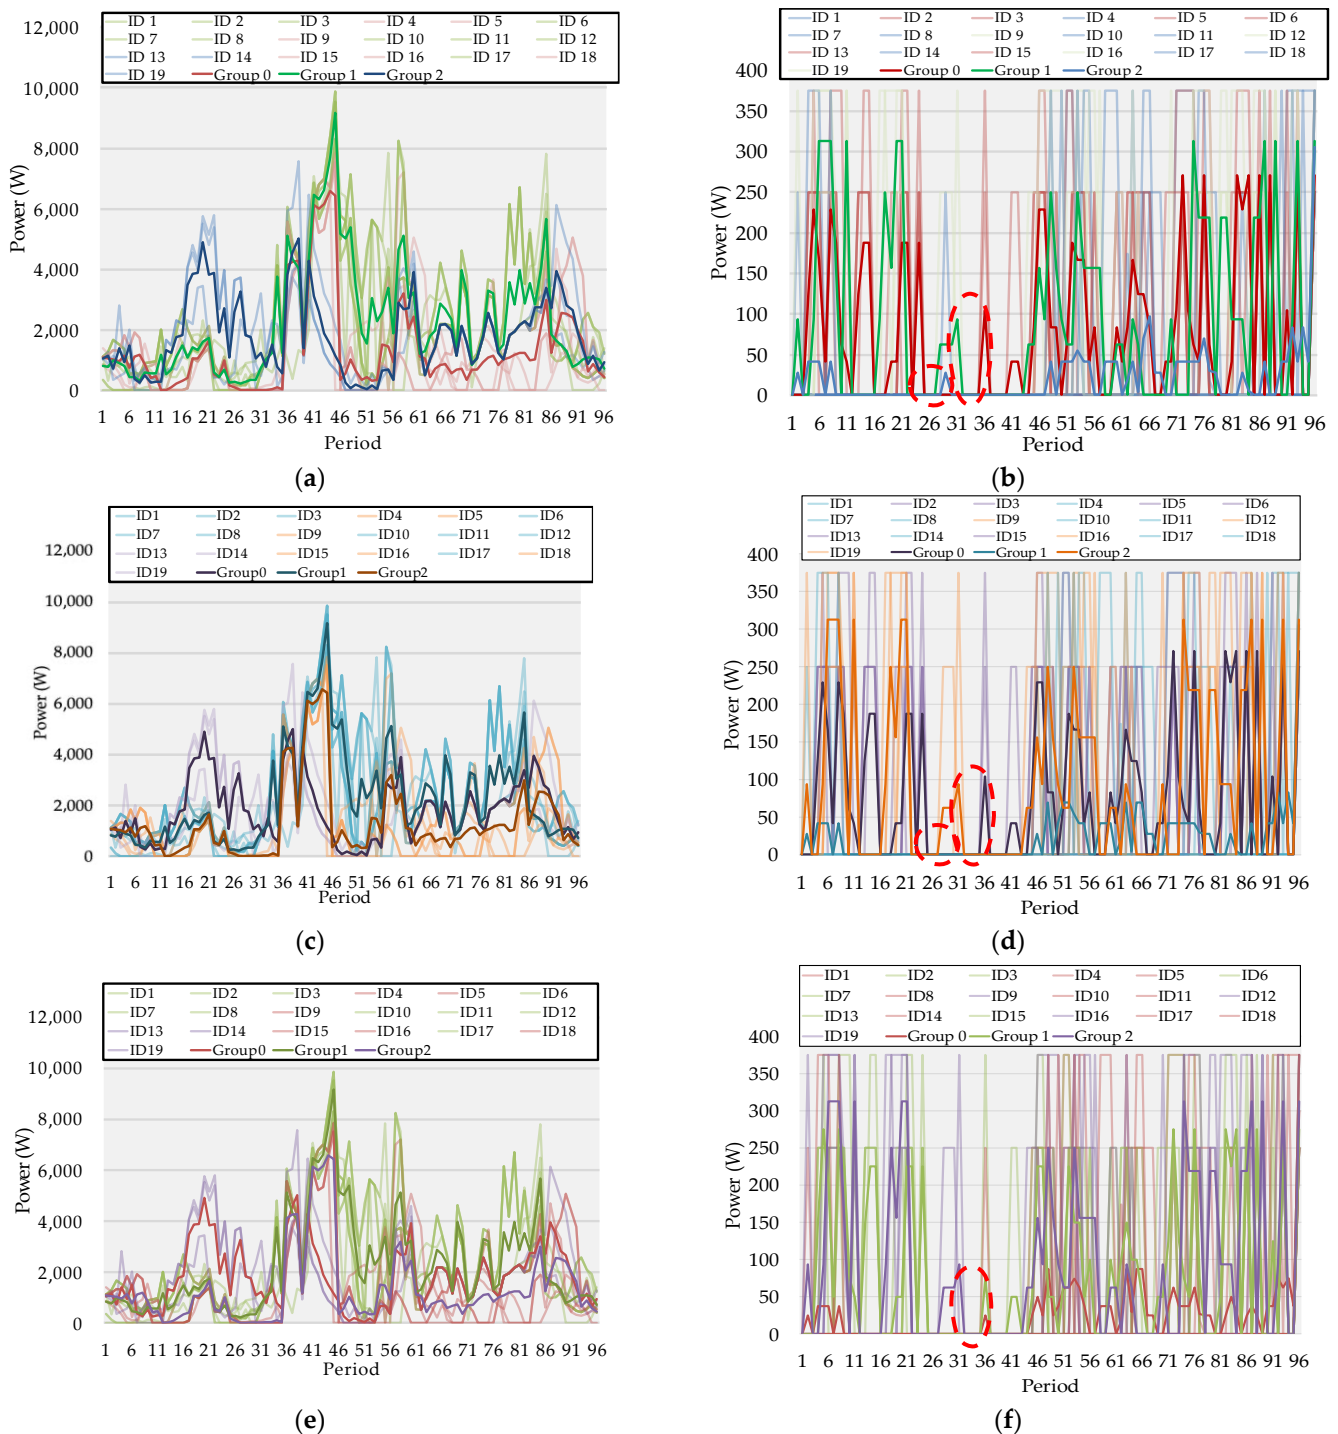 12,000
ID 1 ID 2 ID 3 ID 4 ID 5 ID 6
ID 7 ID 8 ID 9 ID 10 ID 11 ID 12
ID 13 ID 14 ID 15 ID 16 ID 17 ID 18
ID 19 Group 0 Group 1 Group 2
10,000
8,000
6,000
4,000
2,000
0
Power (W)
1 6 11 16 21 26 31 36 41 46 51 56 61 66 71 76 81 86 91 96
Period
(a)
ID 1 ID 2 ID 3 ID 4 ID 5 ID 6
ID 7 ID 8 ID 9 ID 10 ID 11 ID 12
ID 13 ID 14 ID 15 ID 16 ID 17 ID 18
ID 19 Group 0 Group 1 Group 2
400
350
300
250
200
150
100
50
0
Power (W)
1 6 11 16 21 26 31 36 41 46 51 56 61 66 71 76 81 86 91 96
Period
(b)
ID1 ID2 ID3 ID4 ID5 ID6
ID7 ID8 ID9 ID10 ID11 ID12
ID13 ID14 ID15 ID16 ID17 ID18
ID19 Group0 Group1 Group2
12,000
10,000
8,000
6,000
4,000
2,000
0
Power (W)
1 6 11 16 21 26 31 36 41 46 51 56 61 66 71 76 81 86 91 96
Period
(c)
ID1 ID2 ID3 ID4 ID5 ID6
ID7 ID8 ID9 ID10 ID11 ID12
ID13 ID14 ID15 ID16 ID17 ID18
ID19 Group 0 Group 1 Group 2
400
350
300
250
200
150
100
50
0
Power (W)
1 6 11 16 21 26 31 36 41 46 51 56 61 66 71 76 81 86 91 96
Period
(d)
ID1 ID2 ID3 ID4 ID5 ID6
ID7 ID8 ID9 ID10 ID11 ID12
ID13 ID14 ID15 ID16 ID17 ID18
ID19 Group0 Group1 Group2
12,000
10,000
8,000
6,000
4,000
2,000
0
Power (W)
1 6 11 16 21 26 31 36 41 46 51 56 61 66 71 76 81 86 91 96
Period
(e)
ID1 ID2 ID3 ID4 ID5 ID6
ID7 ID8 ID9 ID10 ID11 ID12
ID13 ID14 ID15 ID16 ID17 ID18
ID19 Group 0 Group 1 Group 2
400
350
300
250
200
150
100
50
0
Power (W)
1 6 11 16 21 26 31 36 41 46 51 56 61 66 71 76 81 86 91 96
Period
(f)